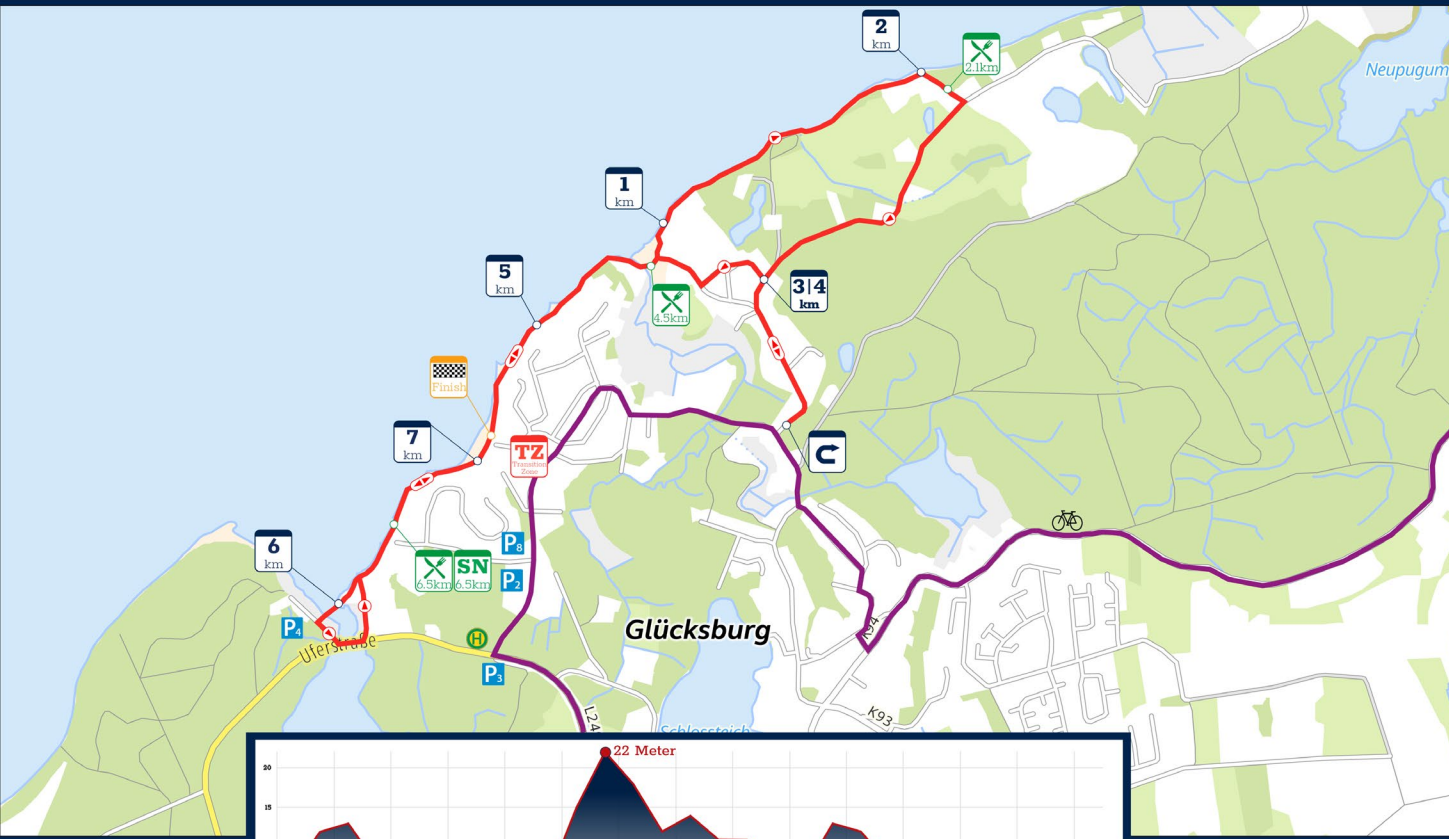 2
km
2.1km
Neupugum
1
km
5
km
3|4
km
4.5km
Finish
7
km
TZ
Transition
Zone
6
km
P8
SN
6.5km
6.5km
P2
P4
Uferstraße
H
Glücksburg
K94
P3
L24
K93
Schlossteich
22 Meter
20
15